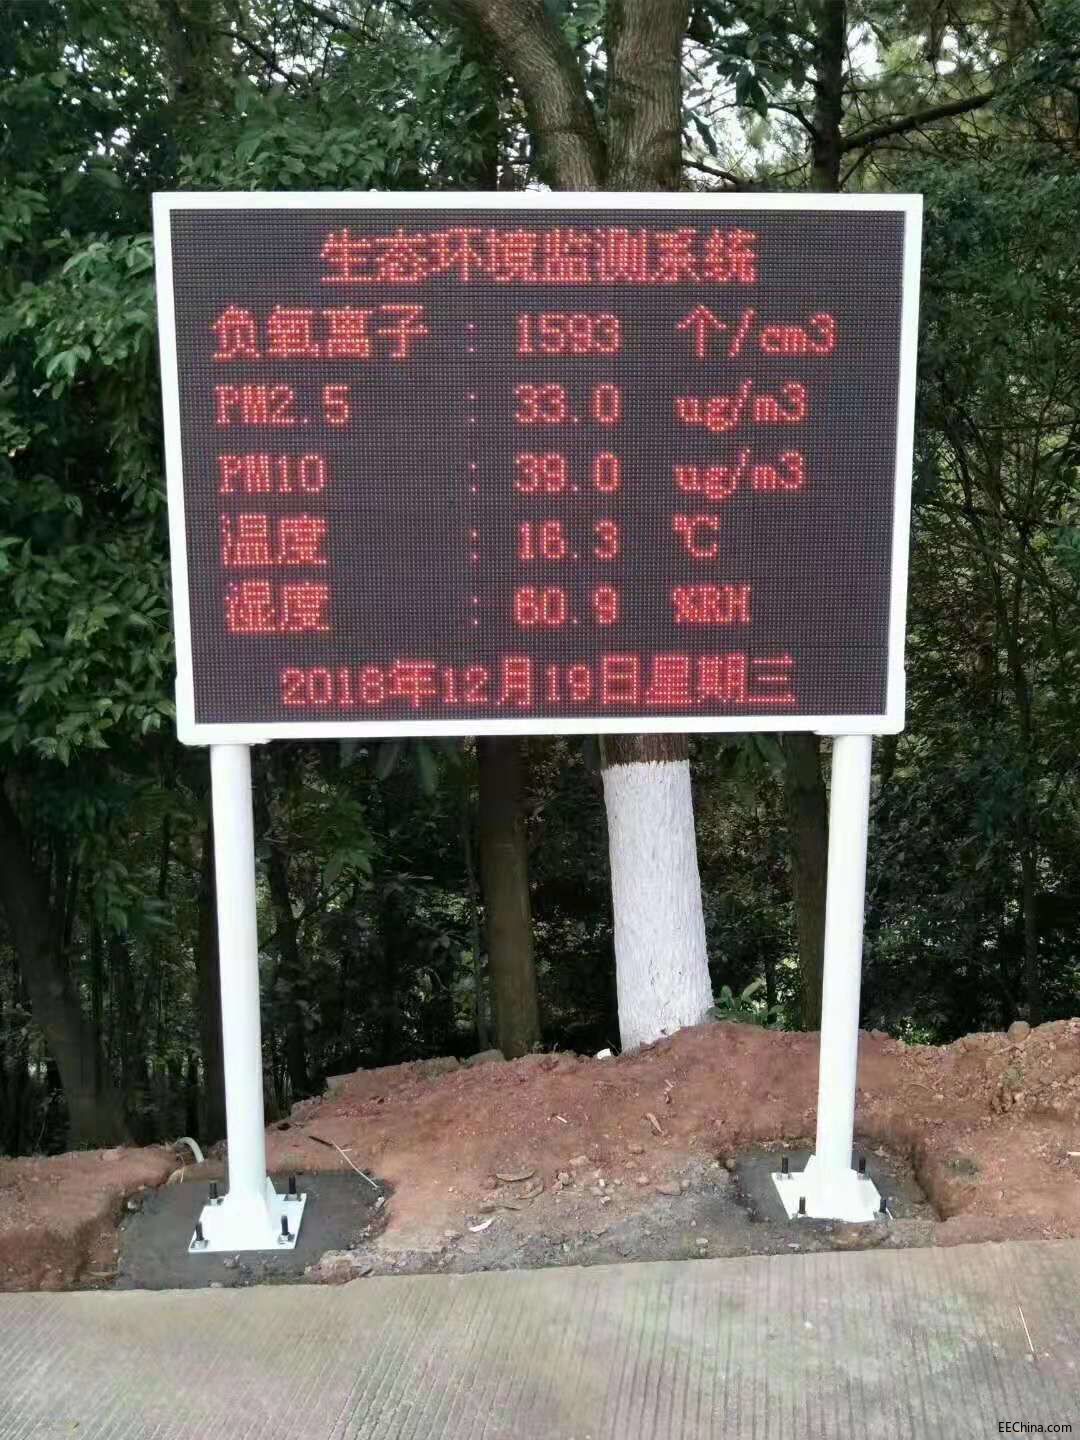 生态环境监测系统
负氧离子 : 1593 个/cm3
PM2.5 : 33.0 ug/m3
PM10 : 39.0 ug/m3
温度 : 16.3 ℃
湿度 : 60.9 %RH
2018年12月19日星期三
EEChina.com